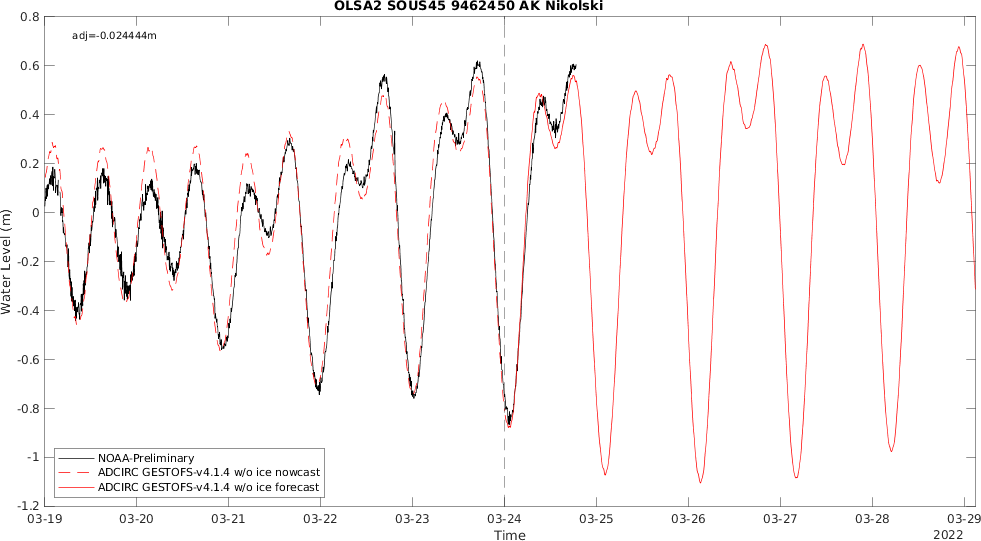 OLSA2 SOUS45 9462450 AK Nikolski
adj=-0.024444m
Water Level (m)
0.8
0.6
0.4
0.2
0
-0.2
-0.4
-0.6
-0.8
-1
-1.2
NOAA-Preliminary
ADCIRC GESTOFS-v4.1.4 w/o ice nowcast
ADCIRC GESTOFS-v4.1.4 w/o ice forecast
03-19 03-20 03-21 03-22 03-23 03-24 03-25 03-26 03-27 03-28 03-29
Time
2022